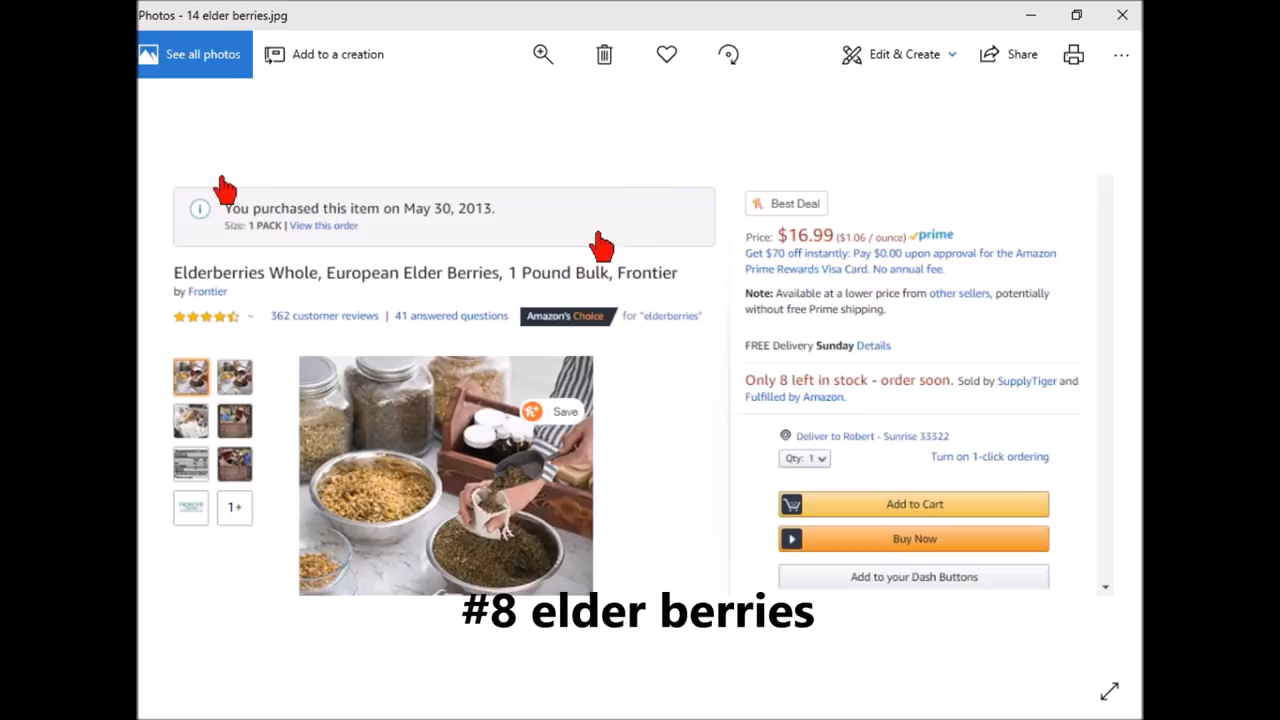 Photos - 14 elder berries.jpg
See all photos
Add to a creation
Edit & Create
Share
You purchased this item on May 30, 2013.
Size: 1 PACK | View this order
Elderberries Whole, European Elder Berries, 1 Pound Bulk, Frontier
by Frontier
362 customer reviews | 41 answered questions
Amazon's Choice for "elderberries"
Save
1+
Best Deal
Price: $16.99 ($1.06 / ounce) prime
Get $70 off instantly: Pay $0.00 upon approval for the Amazon
Prime Rewards Visa Card. No annual fee.
Note: Available at a lower price from other sellers, potentially
without free Prime shipping.
FREE Delivery Sunday Details
Only 8 left in stock - order soon. Sold by SupplyTiger and
Fulfilled by Amazon.
Deliver to Robert - Sunrise 33322
Qty: 1
Turn on 1-click ordering
Add to Cart
Buy Now
Add to your Dash Buttons
#8 elder berries